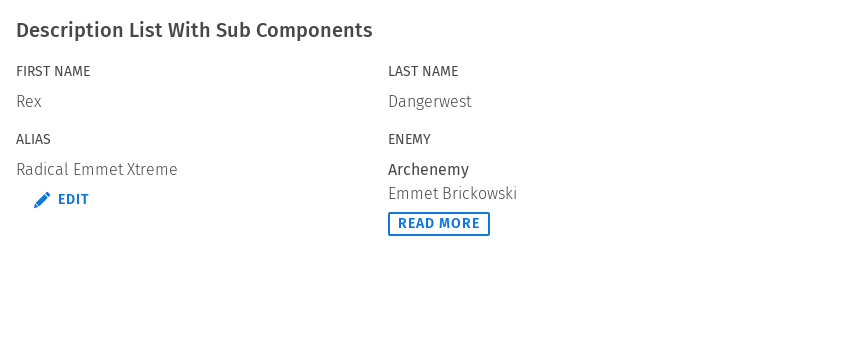 Description List With Sub Components
FIRST NAME
Rex
LAST NAME
Dangerwest
ALIAS
Radical Emmet Xtreme
EDIT
ENEMY
Archenemy
Emmet Brickowski
READ MORE